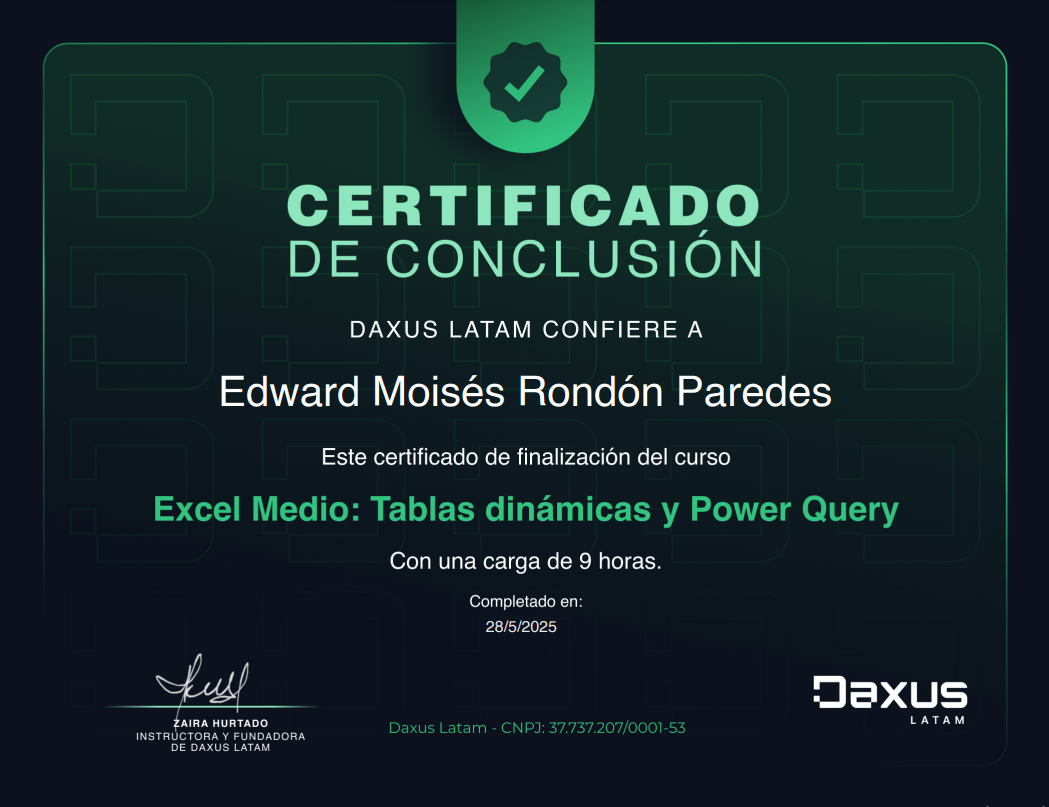 CERTIFICADO
DE CONCLUSIÓN
DAXUS LATAM CONFIERE A
Edward Moisés Rondón Paredes
Este certificado de finalización del curso
Excel Medio: Tablas dinámicas y Power Query
Con una carga de 9 horas.
Completado en:
28/5/2025
ZAIRA HURTADO
INSTRUCTORA Y FUNDADORA
DE DAXUS LATAM
Daxus Latam - CNPJ: 37.737.207/0001-53
Daxus
LATAM